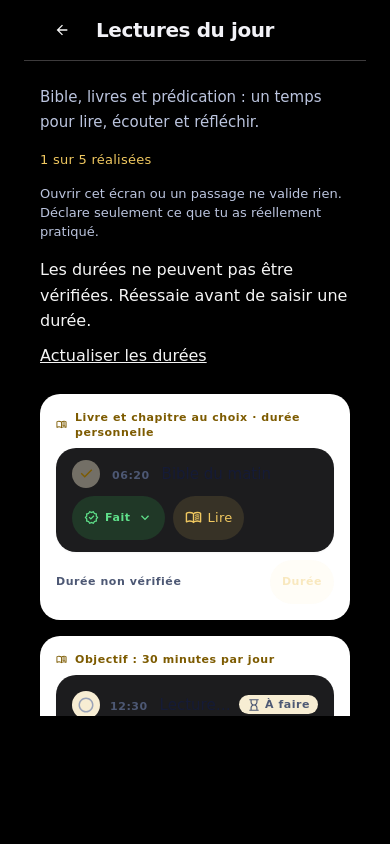 Lectures du jour
Bible, livres et prédication : un temps
pour lire, écouter et réfléchir.
1 sur 5 réalisées
Ouvrir cet écran ou un passage ne valide rien.
Déclare seulement ce que tu as réellement
pratiqué.
Les durées ne peuvent pas être
vérifiées. Réessaie avant de saisir une
durée.
Actualiser les durées
Livre et chapitre au choix · durée
personnelle
06:20
Fait
Lire
Durée non vérifiée
Durée
Objectif : 30 minutes par jour
12:30
À faire